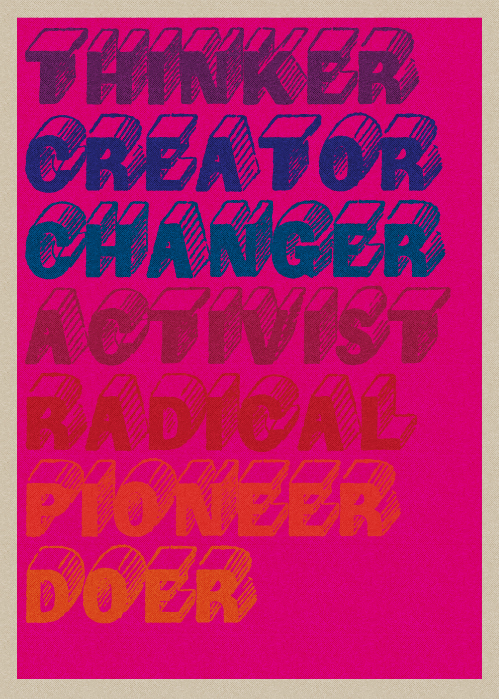 THINKER
CREATOR
CHANGER
ACTIVIST
RADICAL
PIONEER
DOER